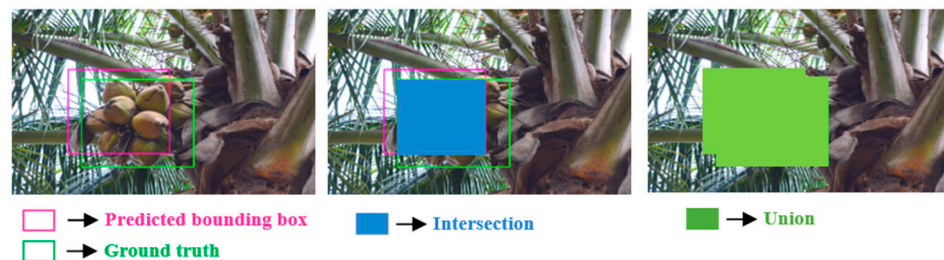 Predicted bounding box
Ground truth
Intersection
Union